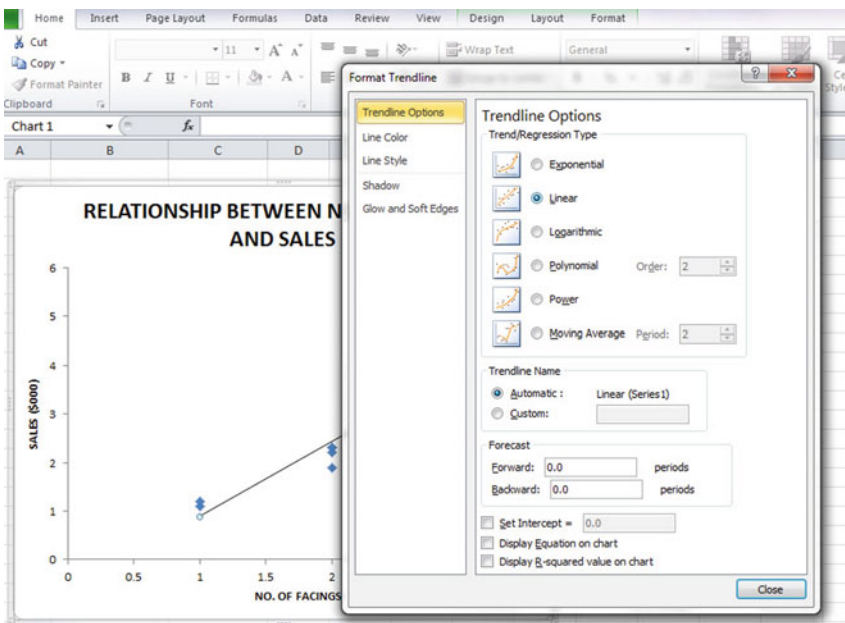 Home Insert Page Layout Formulas Data Review View Design Layout Format
Cut
Copy
Format Painter
Clipboard
11 A A
B I U A
Font
Wrap Text
General
Chart 1 fx
A B C D
RELATIONSHIP BETWEEN N
AND SALES
6
5
4
3
2
1
0
SALES ($000)
0 0.5 1 1.5 2
NO. OF FACINGS
Format Trendline
? X
Trendline Options
Line Color
Line Style
Shadow
Glow and Soft Edges
Trendline Options
Trend/Regression Type
Exponential
Linear
Logarithmic
Polynomial Order: 2
Power
Moving Average Period: 2
Trendline Name
Automatic : Linear (Series1)
Custom:
Forecast
Forward: 0.0 periods
Backward: 0.0 periods
Set Intercept = 0.0
Display Equation on chart
Display R-squared value on chart
Close